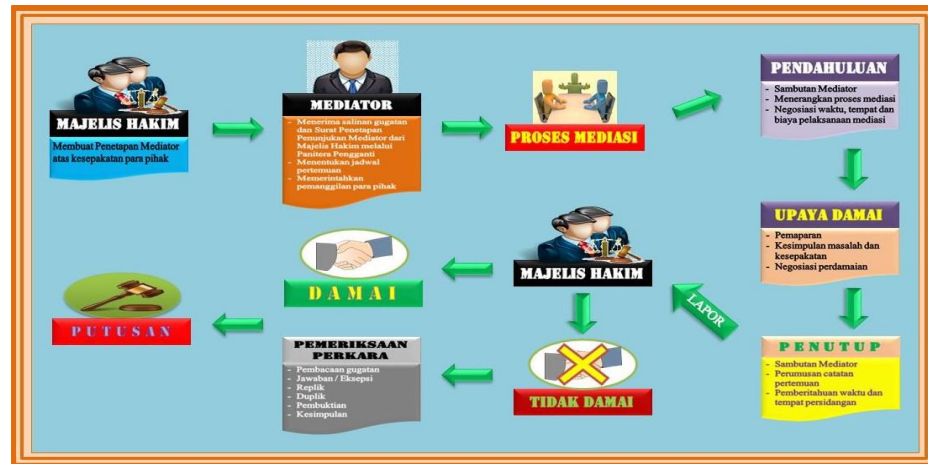 MAJELIS HAKIM
Membuat Penetapan Mediator
atas kesepakatan para pihak
MEDIATOR
- Menerima salinan gugatan
dan Surat Penetapan
Penunjukan Mediator dari
Majelis Hakim melalui
Panitera Pengganti
- Menentukan jadwal
pertemuan
- Memerintahkan
pemanggilan para pihak
PROSES MEDIASI
PENDAHULUAN
- Sambutan Mediator
- Menerangkan proses mediasi
- Negosiasi waktu, tempat dan
biaya pelaksanaan mediasi
UPAYA DAMAI
- Pemaparan
- Kesimpulan masalah dan
kesepakatan
- Negosiasi perdamaian
PENUTUP
- Sambutan Mediator
- Perumusan catatan
pertemuan
- Pemberitahuan waktu dan
tempat persidangan
LAPOR
MAJELIS HAKIM
DAMAI
TIDAK DAMAI
PEMERIKSAAN
PERKARA
- Pembacaan gugatan
- Jawaban / Eksepsi
- Replik
- Duplik
- Pembuktian
- Kesimpulan
PUTUSAN